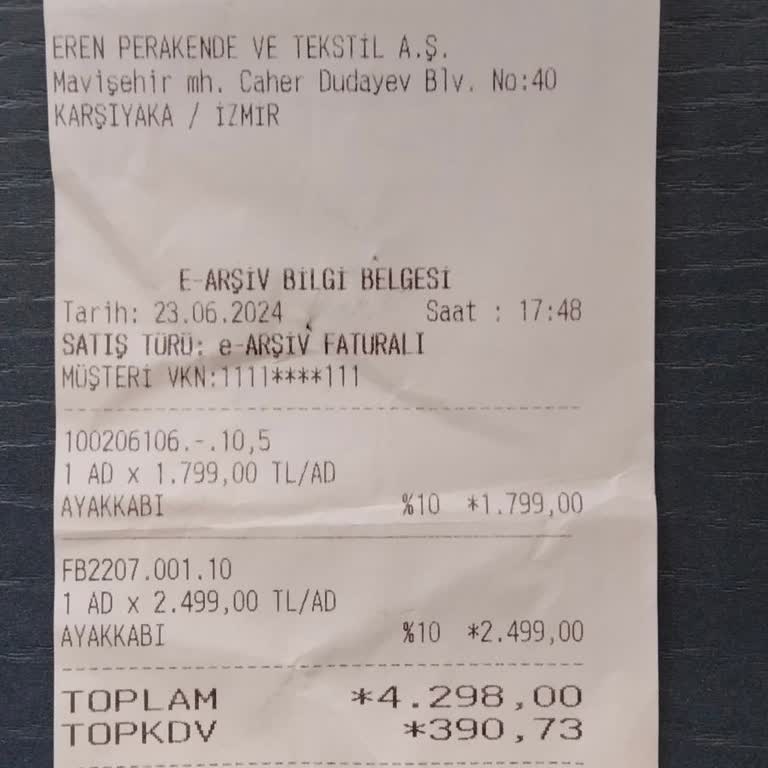 EREN PERAKENDE VE TEKSTİL A.Ş.
Mavişehir mh. Caher Dudayev Blv. No:40
KARŞIYAKA / İZMİR
E-ARŞİV BİLGİ BELGESİ
Tarih: 23.06.2024 Saat : 17:48
SATIŞ TÜRÜ: e-ARŞİV FATURALI
MÜŞTERİ VKN:1111****111
100206106.-.10,5
1 AD x 1.799,00 TL/AD
AYAKKABI %10 *1.799,00
FB2207.001.10
1 AD x 2.499,00 TL/AD
AYAKKABI %10 *2.499,00
TOPLAM *4.298,00
TOPKDV *390,73